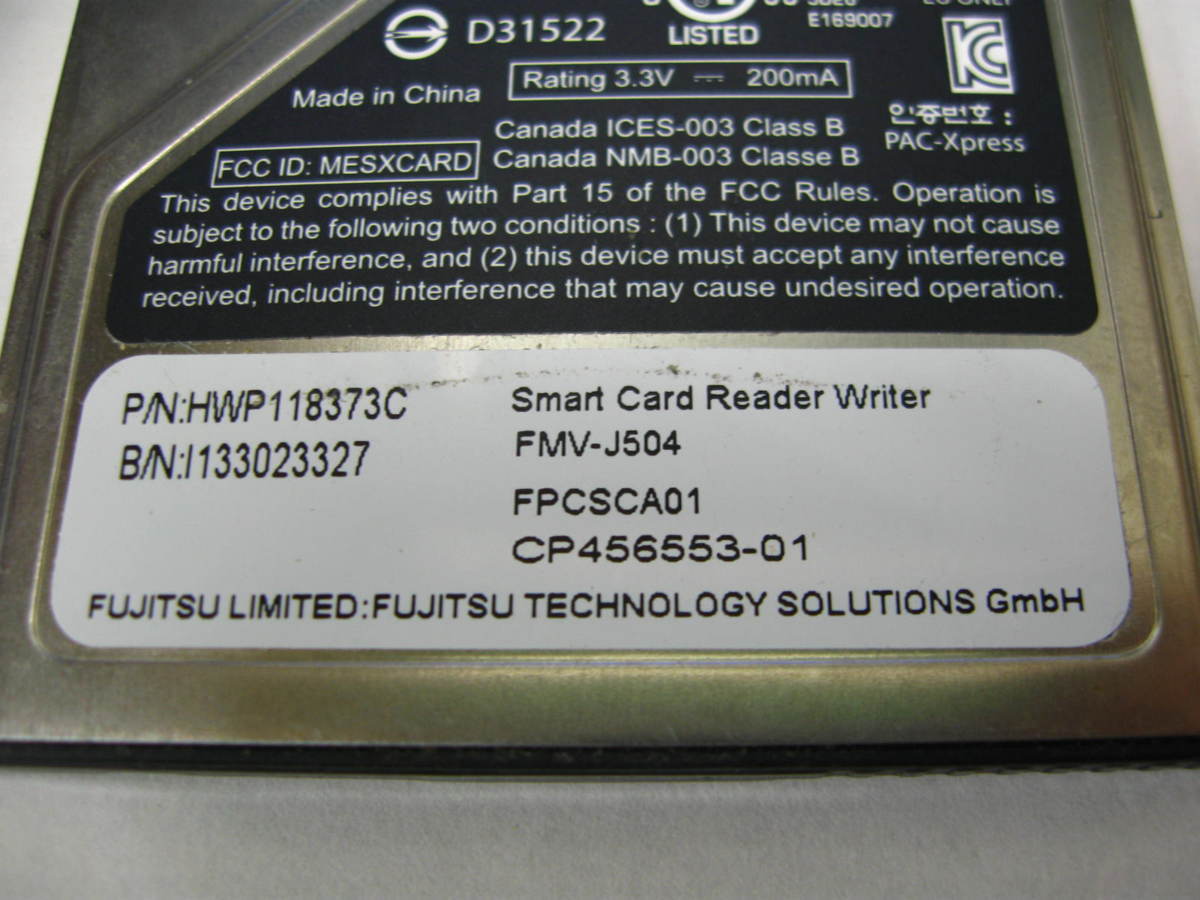 D31522
LISTED
E169007
Rating 3.3V ⎓ 200mA
Made in China
인증번호 :
PAC-Xpress
Canada ICES-003 Class B
FCC ID: MESXCARD
Canada NMB-003 Classe B
This device complies with Part 15 of the FCC Rules. Operation is
subject to the following two conditions : (1) This device may not cause
harmful interference, and (2) this device must accept any interference
received, including interference that may cause undesired operation.
P/N:HWP118373C
B/N:I133023327
Smart Card Reader Writer
FMV-J504
FPCSCA01
CP456553-01
FUJITSU LIMITED:FUJITSU TECHNOLOGY SOLUTIONS GmbH